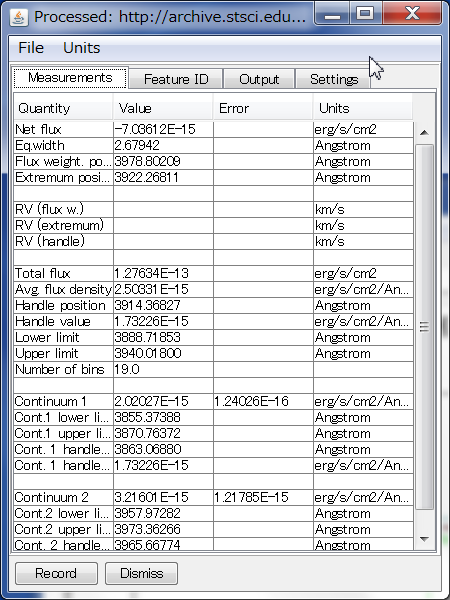 Processed: http://archive.stsci.edu...
File Units
Measurements Feature ID Output Settings
Quantity Value Error Units
Net flux -7.03612E-15 erg/s/cm2
Eq.width 2.67942 Angstrom
Flux weight. po... 3978.80209 Angstrom
Extremum posi... 3922.26811 Angstrom
RV (flux w.) km/s
RV (extremum) km/s
RV (handle) km/s
Total flux 1.27634E-13 erg/s/cm2
Avg. flux density 2.50331E-15 erg/s/cm2/An...
Handle position 3914.36827 Angstrom
Handle value 1.73226E-15 erg/s/cm2/An...
Lower limit 3888.71853 Angstrom
Upper limit 3940.01800 Angstrom
Number of bins 19.0
Continuum 1 2.02027E-15 1.24026E-16 erg/s/cm2/An...
Cont.1 lower li... 3855.37388 Angstrom
Cont.1 upper li... 3870.76372 Angstrom
Cont. 1 handle... 3863.06880 Angstrom
Cont. 1 handle... 1.73226E-15 erg/s/cm2/An...
Continuum 2 3.21601E-15 1.21785E-15 erg/s/cm2/An...
Cont.2 lower li... 3957.97282 Angstrom
Cont.2 upper li... 3973.36266 Angstrom
Cont. 2 handle... 3965.66774 Angstrom
Record Dismiss